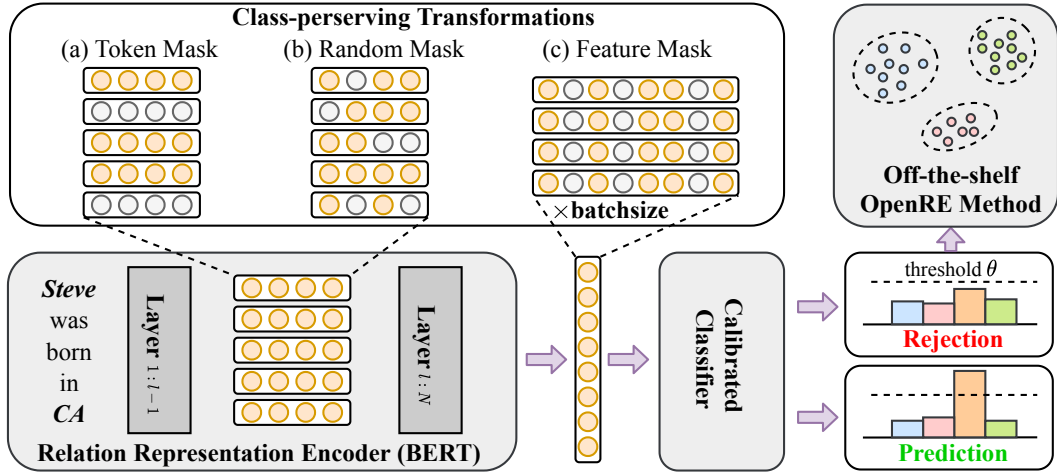 Class-perserving Transformations
(a) Token Mask
(b) Random Mask
(c) Feature Mask
×batchsize
Off-the-shelf
OpenRE Method
Steve
was
born
in
CA
Layer 1:l−1
Layer l:N
Relation Representation Encoder (BERT)
Calibrated
Classifier
threshold θ
Rejection
Prediction